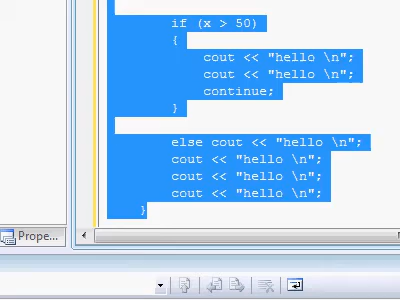 if (x > 50)
{
cout << "hello \n";
cout << "hello \n";
continue;
}
else cout << "hello \n";
cout << "hello \n";
cout << "hello \n";
cout << "hello \n";
}
Prope...